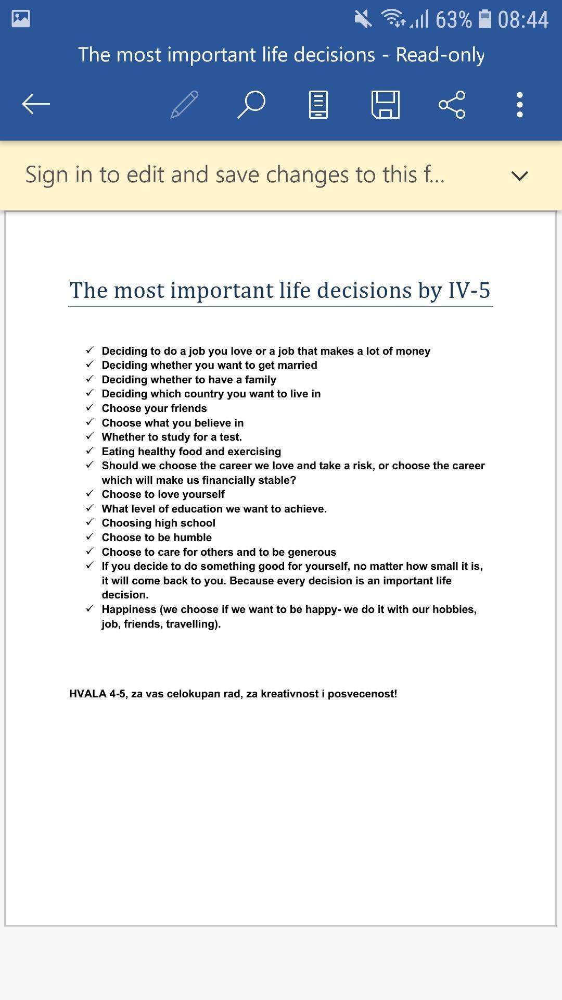 63% 08:44
The most important life decisions - Read-only
Sign in to edit and save changes to this f...
The most important life decisions by IV-5
✓ Deciding to do a job you love or a job that makes a lot of money
✓ Deciding whether you want to get married
✓ Deciding whether to have a family
✓ Deciding which country you want to live in
✓ Choose your friends
✓ Choose what you believe in
✓ Whether to study for a test.
✓ Eating healthy food and exercising
✓ Should we choose the career we love and take a risk, or choose the career
which will make us financially stable?
✓ Choose to love yourself
✓ What level of education we want to achieve.
✓ Choosing high school
✓ Choose to be humble
✓ Choose to care for others and to be generous
✓ If you decide to do something good for yourself, no matter how small it is,
it will come back to you. Because every decision is an important life
decision.
✓ Happiness (we choose if we want to be happy- we do it with our hobbies,
job, friends, travelling).
HVALA 4-5, za vas celokupan rad, za kreativnost i posvecenost!